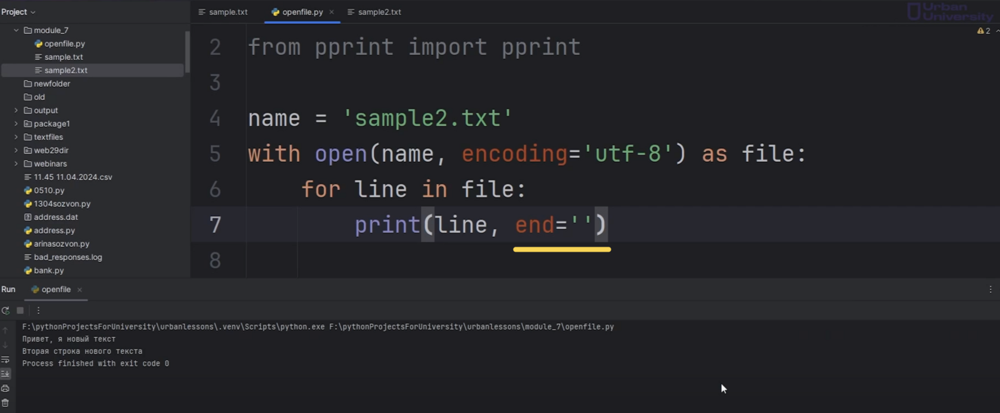 Project
sample.txt
openfile.py
sample2.txt
Urban
University
module_7
openfile.py
sample.txt
sample2.txt
newfolder
old
output
package1
textfiles
web29dir
webinars
11.45 11.04.2024.csv
0510.py
1304sozvon.py
address.dat
address.py
arinasozvon.py
bad_responses.log
bank.py
2
2 from pprint import pprint
3
4 name = 'sample2.txt'
5 with open(name, encoding='utf-8') as file:
6 for line in file:
7 print(line, end='')
8
Run
openfile
F:\pythonProjectsForUniversity\urbanlessons\.venv\Scripts\python.exe F:\pythonProjectsForUniversity\urbanlessons\module_7\openfile.py
Привет, я новый текст
Вторая строка нового текста
Process finished with exit code 0